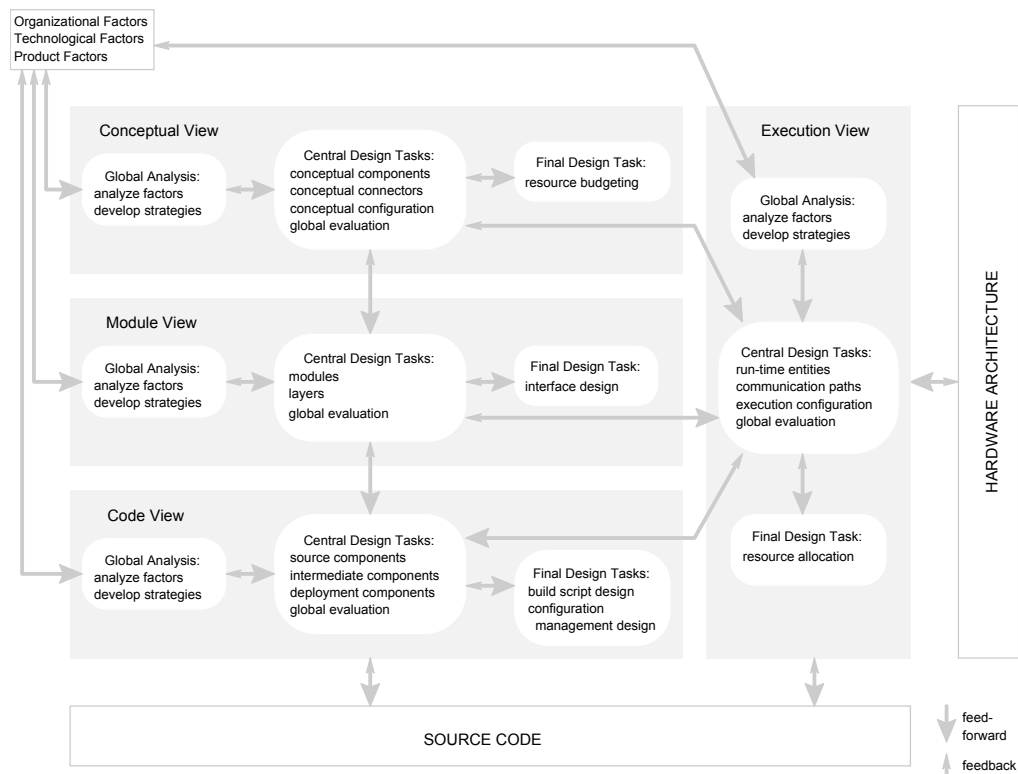 Organizational Factors
Technological Factors
Product Factors
Conceptual View
Global Analysis:
analyze factors
develop strategies
Central Design Tasks:
conceptual components
conceptual connectors
conceptual configuration
global evaluation
Final Design Task:
resource budgeting
Module View
Global Analysis:
analyze factors
develop strategies
Central Design Tasks:
modules
layers
global evaluation
Final Design Task:
interface design
Code View
Global Analysis:
analyze factors
develop strategies
Central Design Tasks:
source components
intermediate components
deployment components
global evaluation
Final Design Tasks:
build script design
configuration
management design
Execution View
Global Analysis:
analyze factors
develop strategies
Central Design Tasks:
run-time entities
communication paths
execution configuration
global evaluation
Final Design Task:
resource allocation
HARDWARE ARCHITECTURE
SOURCE CODE
feed-
forward
feedback